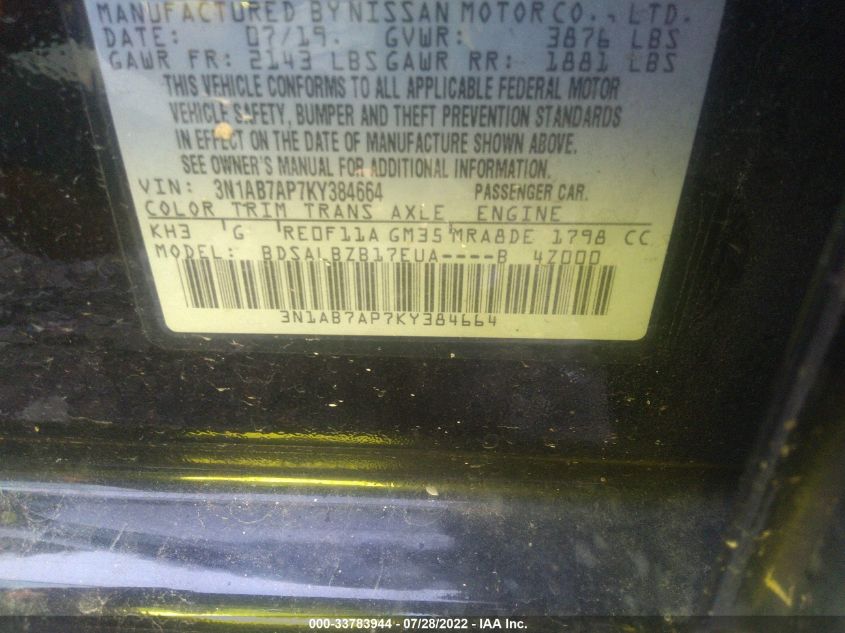 MANUFACTURED BY NISSAN MOTOR CO., LTD.
DATE: 07/19. GVWR: 3876 LBS
GAWR FR: 2143 LBS GAWR RR: 1881 LBS
THIS VEHICLE CONFORMS TO ALL APPLICABLE FEDERAL MOTOR
VEHICLE SAFETY, BUMPER AND THEFT PREVENTION STANDARDS
IN EFFECT ON THE DATE OF MANUFACTURE SHOWN ABOVE.
SEE OWNER'S MANUAL FOR ADDITIONAL INFORMATION.
VIN: 3N1AB7AP7KY384664 PASSENGER CAR.
COLOR TRIM TRANS AXLE ENGINE
KH3 G RE0F11A GM35 MRA8DE 1798 CC
MODEL: BDSALBZB17EUA----B 4Z000
3N1AB7AP7KY384664
000-33783944 - 07/28/2022 - IAA Inc.